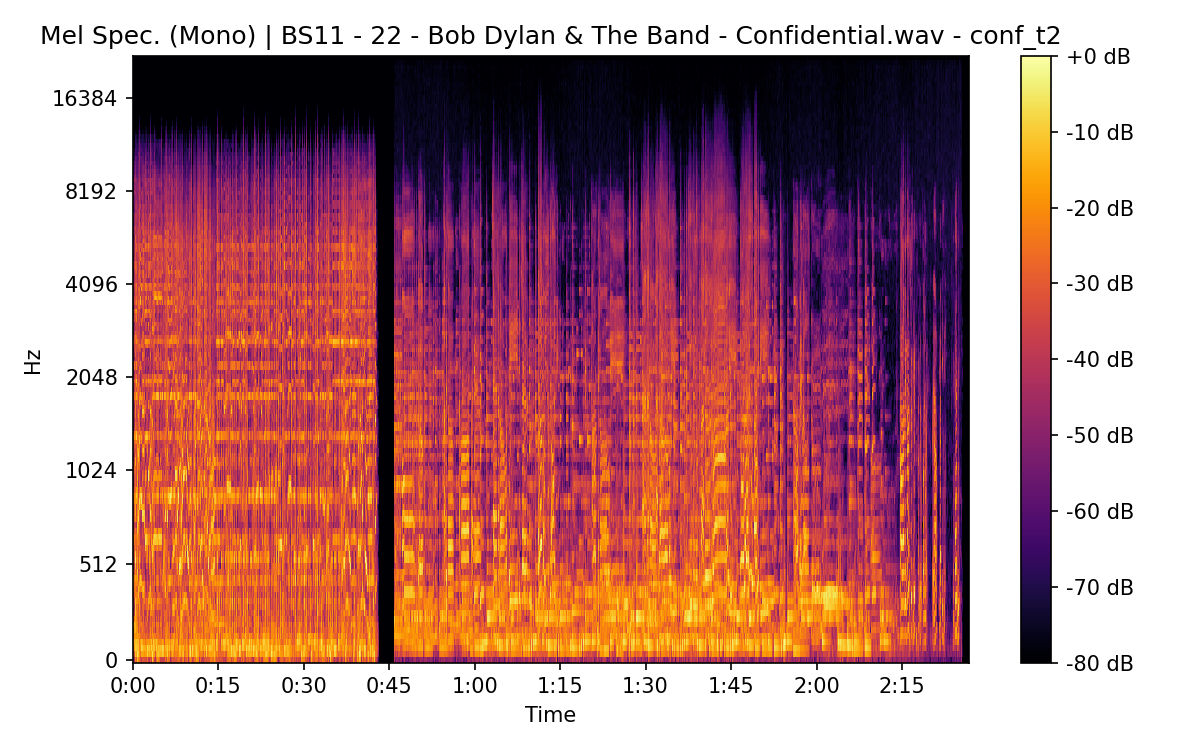 Mel Spec. (Mono) | BS11 - 22 - Bob Dylan & The Band - Confidential.wav - conf_t2
Hz
16384
8192
4096
2048
1024
512
0
0:00 0:15 0:30 0:45 1:00 1:15 1:30 1:45 2:00 2:15
Time
+0 dB
-10 dB
-20 dB
-30 dB
-40 dB
-50 dB
-60 dB
-70 dB
-80 dB